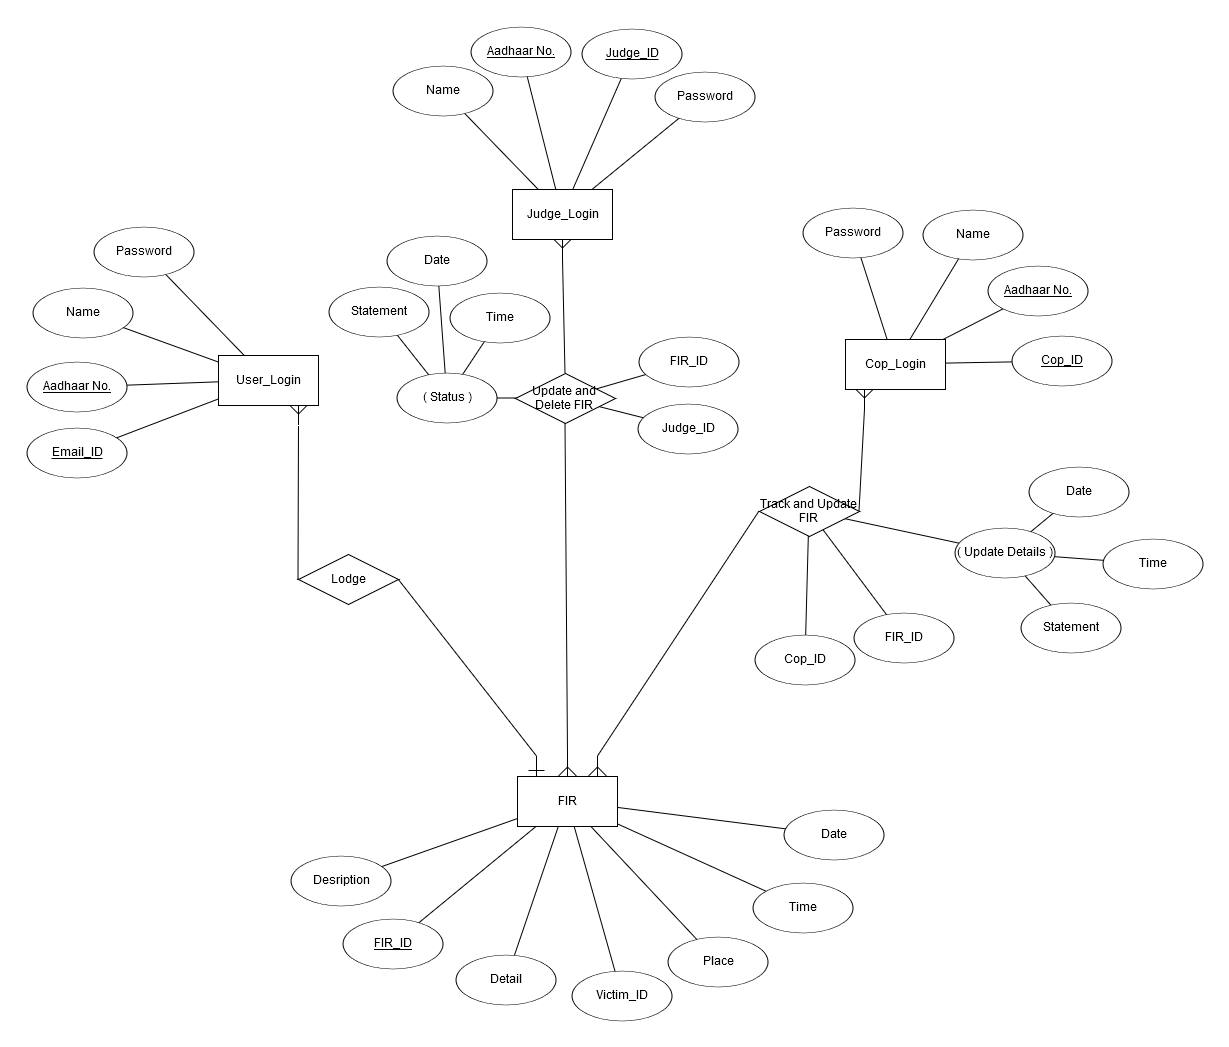 Aadhaar No.
Judge_ID
Name
Password
Judge_Login
Password
Name
Password
Name
Date
Aadhaar No.
Statement
Time
Name
User_Login
Aadhaar No.
Email_ID
( Status )
Update and
Delete FIR
FIR_ID
Judge_ID
Cop_Login
Cop_ID
Track and Update
FIR
Date
( Update Details )
Time
Statement
Cop_ID
FIR_ID
Lodge
FIR
Date
Desription
Time
FIR_ID
Place
Detail
Victim_ID